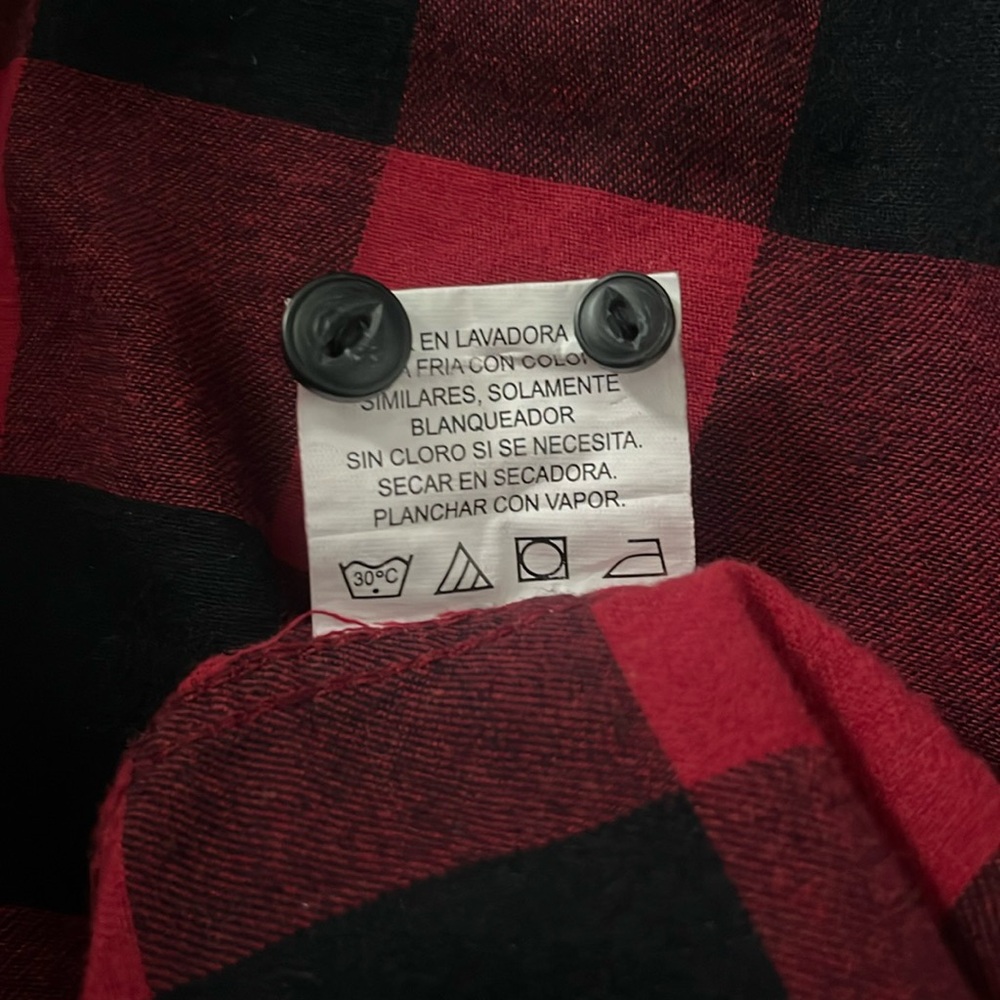 EN LAVADORA
FRIA CON
SIMILARES, SOLAMENTE
BLANQUEADOR
SIN CLORO SI SE NECESITA.
SECAR EN SECADORA.
PLANCHAR CON VAPOR.
30°C